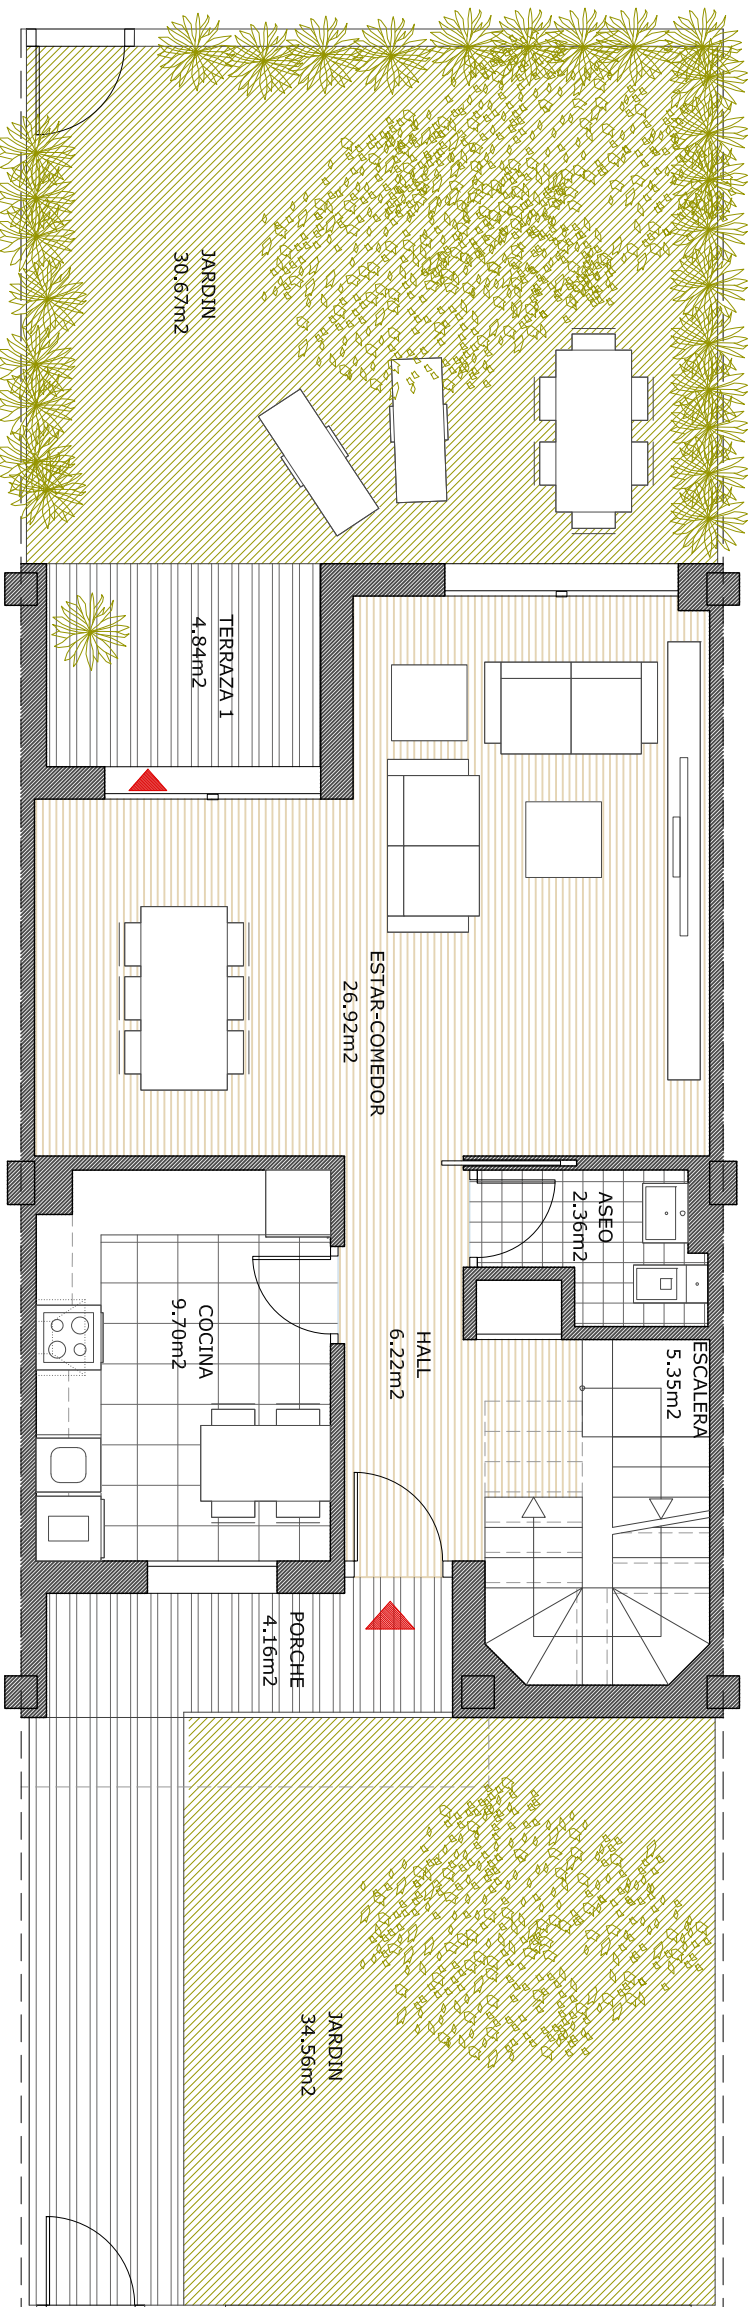 JARDIN
30.67m2
TERRAZA 1
4.84m2
ESTAR-COMEDOR
26.92m2
ASEO
2.36m2
COCINA
9.70m2
HALL
6.22m2
ESCALERA
5.35m2
PORCHE
4.16m2
JARDIN
34.56m2